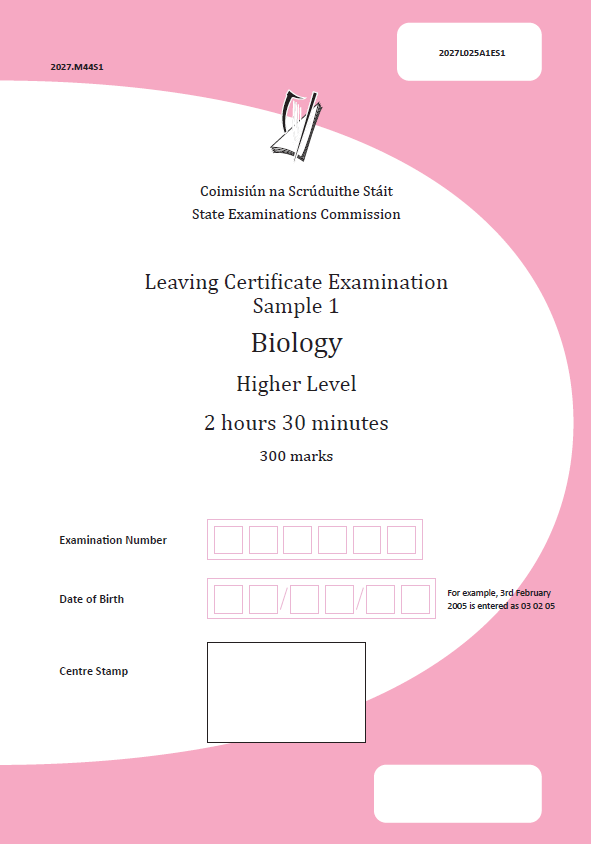 2027L025A1ES1
2027.M44S1
Coimisiún na Scrúduithe Stáit
State Examinations Commission
Leaving Certificate Examination
Sample 1
Biology
Higher Level
2 hours 30 minutes
300 marks
Examination Number
Date of Birth
/ /
For example, 3rd February
2005 is entered as 03 02 05
Centre Stamp